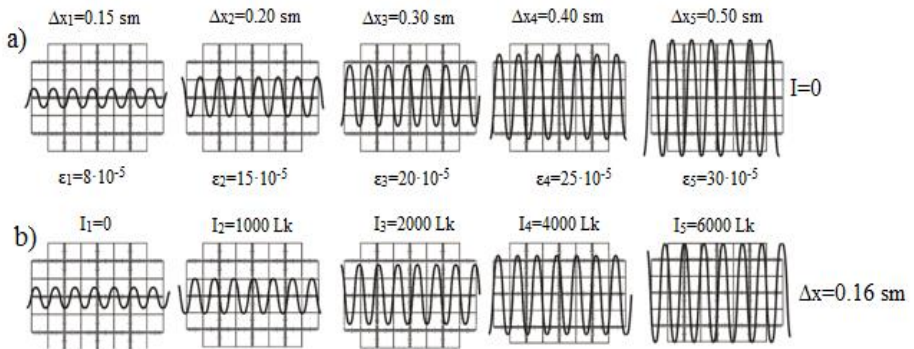 Δx₁=0.15 sm Δx₂=0.20 sm Δx₃=0.30 sm Δx₄=0.40 sm Δx₅=0.50 sm
a)
I=0
ε₁=8·10⁻⁵ ε₂=15·10⁻⁵ ε₃=20·10⁻⁵ ε₄=25·10⁻⁵ ε₅=30·10⁻⁵
I₁=0 I₂=1000 Lk I₃=2000 Lk I₄=4000 Lk I₅=6000 Lk
b)
Δx=0.16 sm